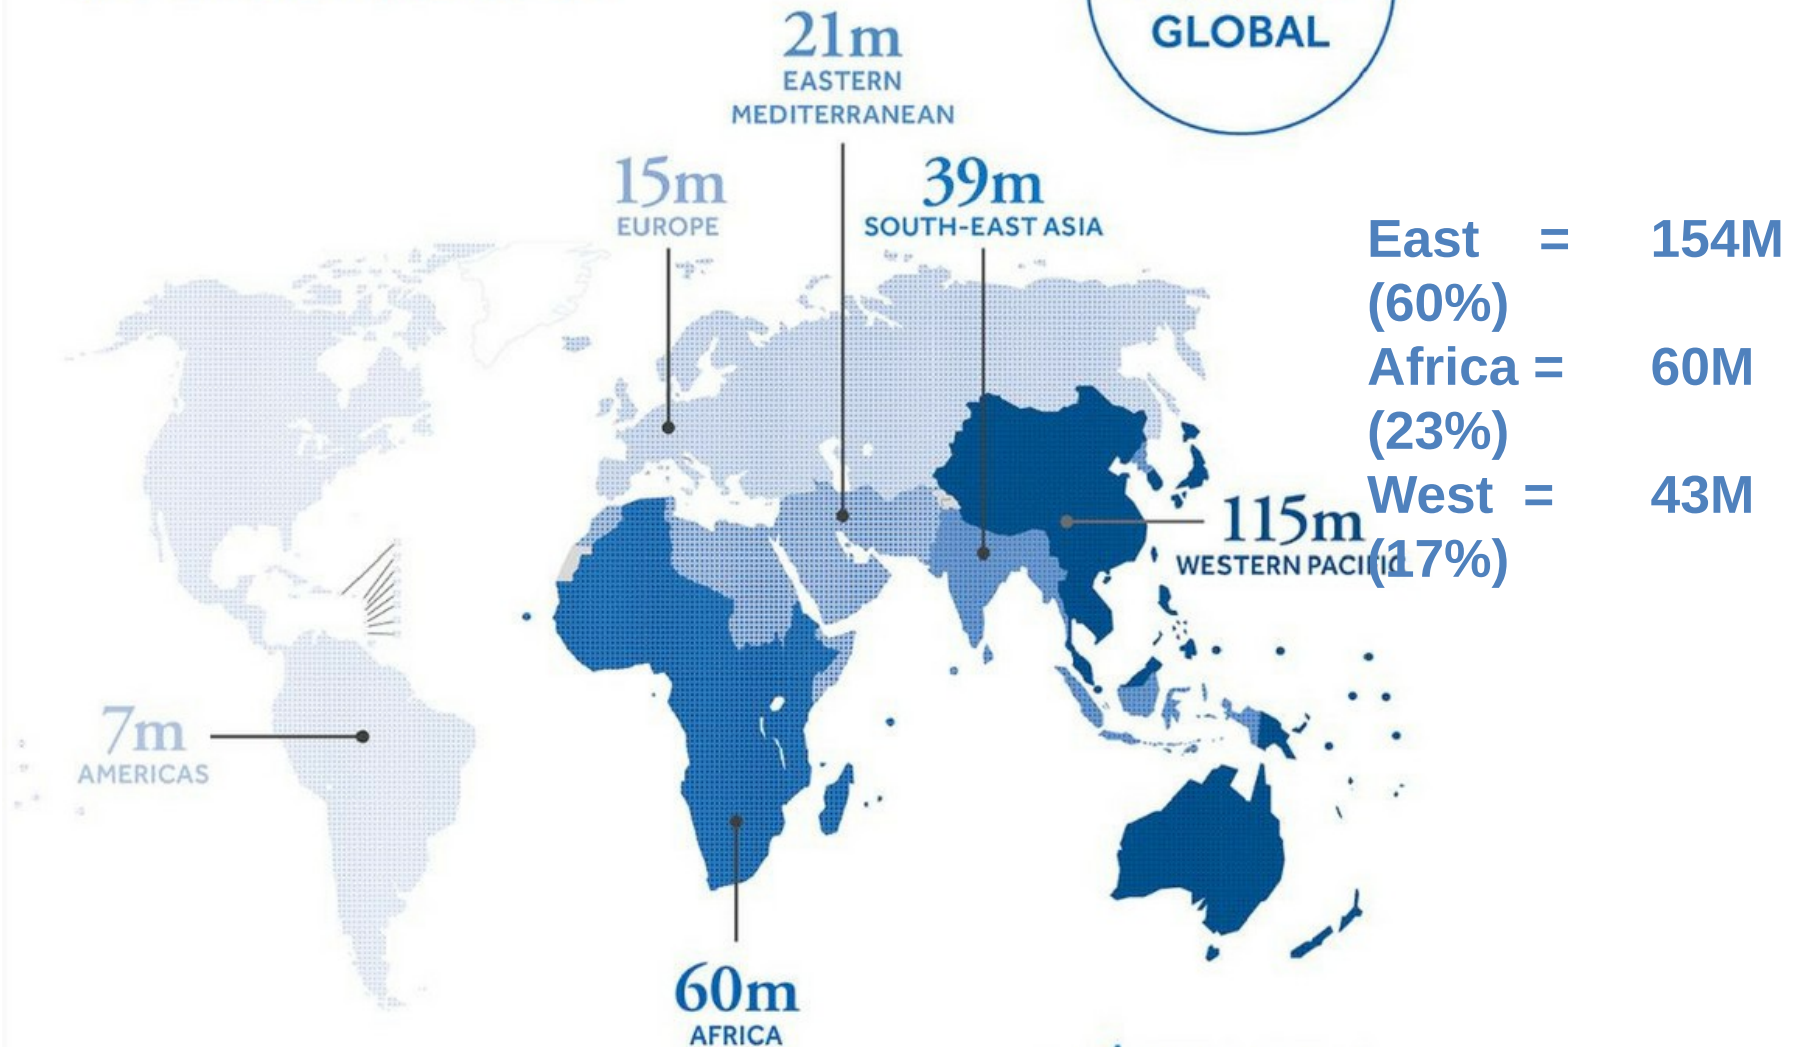 GLOBAL
21m
EASTERN
MEDITERRANEAN
15m
EUROPE
39m
SOUTH-EAST ASIA
East = 154M
(60%)
Africa = 60M
(23%)
West = 43M
(17%)
115m
WESTERN PACIFIC
7m
AMERICAS
60m
AFRICA